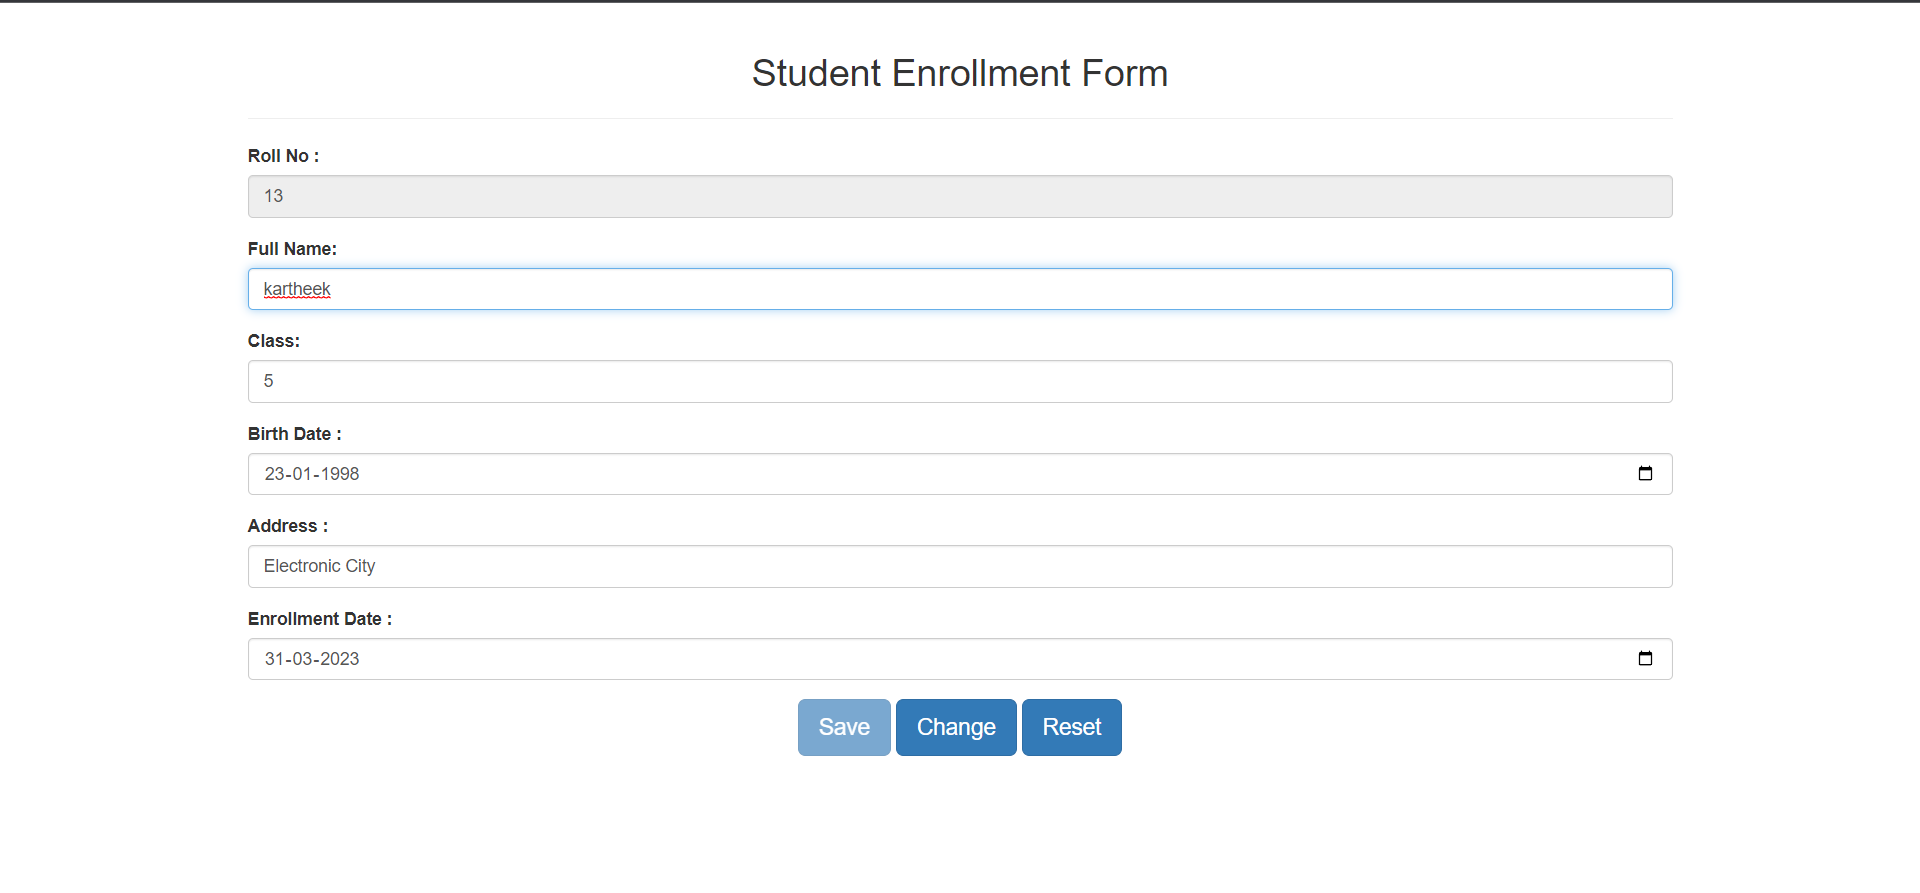 Student Enrollment Form
Roll No :
13
Full Name:
kartheek
Class:
5
Birth Date :
23-01-1998
Address :
Electronic City
Enrollment Date :
31-03-2023
Save Change Reset